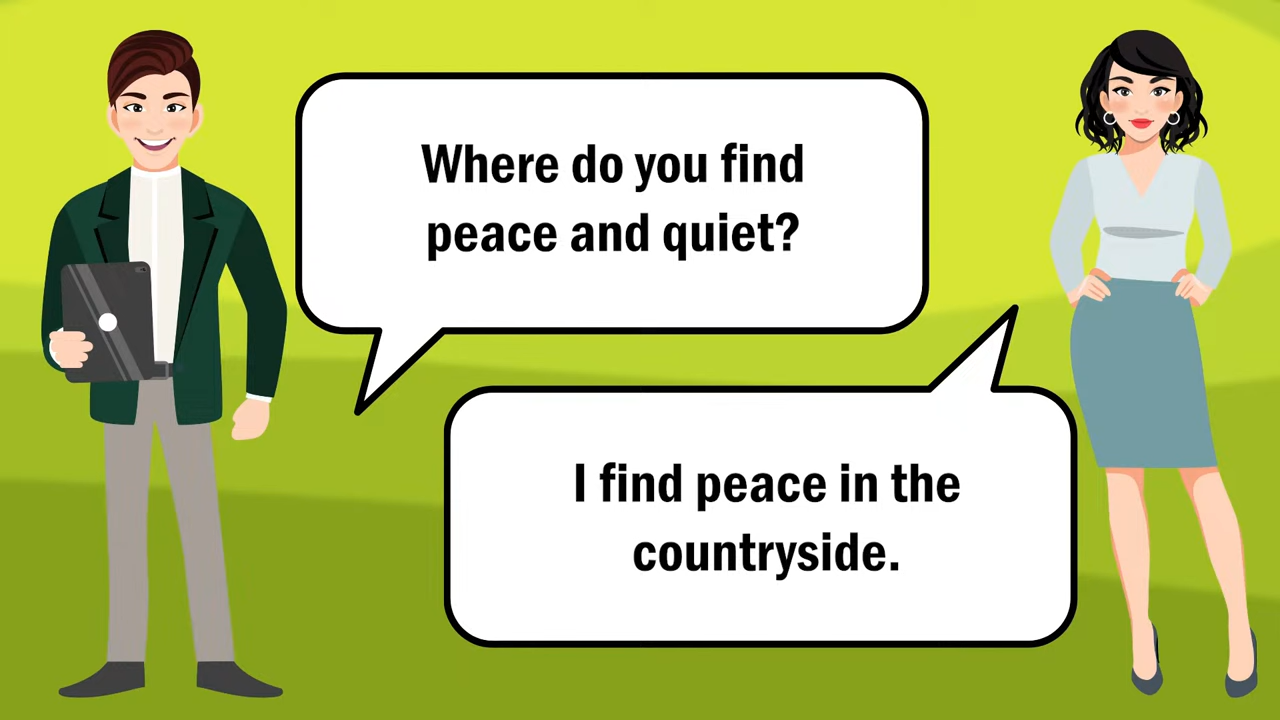 Where do you find
peace and quiet?
I find peace in the
countryside.